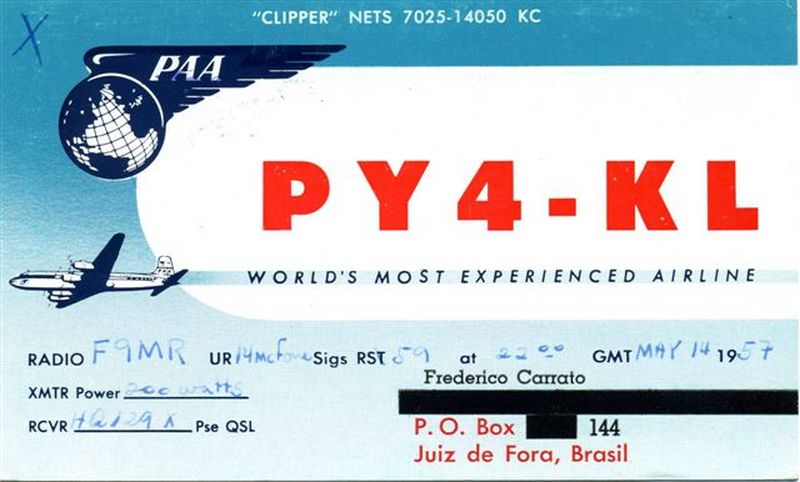 X
"CLIPPER" NETS 7025-14050 KC
PAA
PY4-KL
WORLD'S MOST EXPERIENCED AIRLINE
RADIO F9MR UR 14mc fone Sigs RST 59 at 22 00 GMT MAY 14 1957
XMTR Power 200 watts
RCVR HQ129X Pse QSL
Frederico Carrato
P. O. Box 144
Juiz de Fora, Brasil